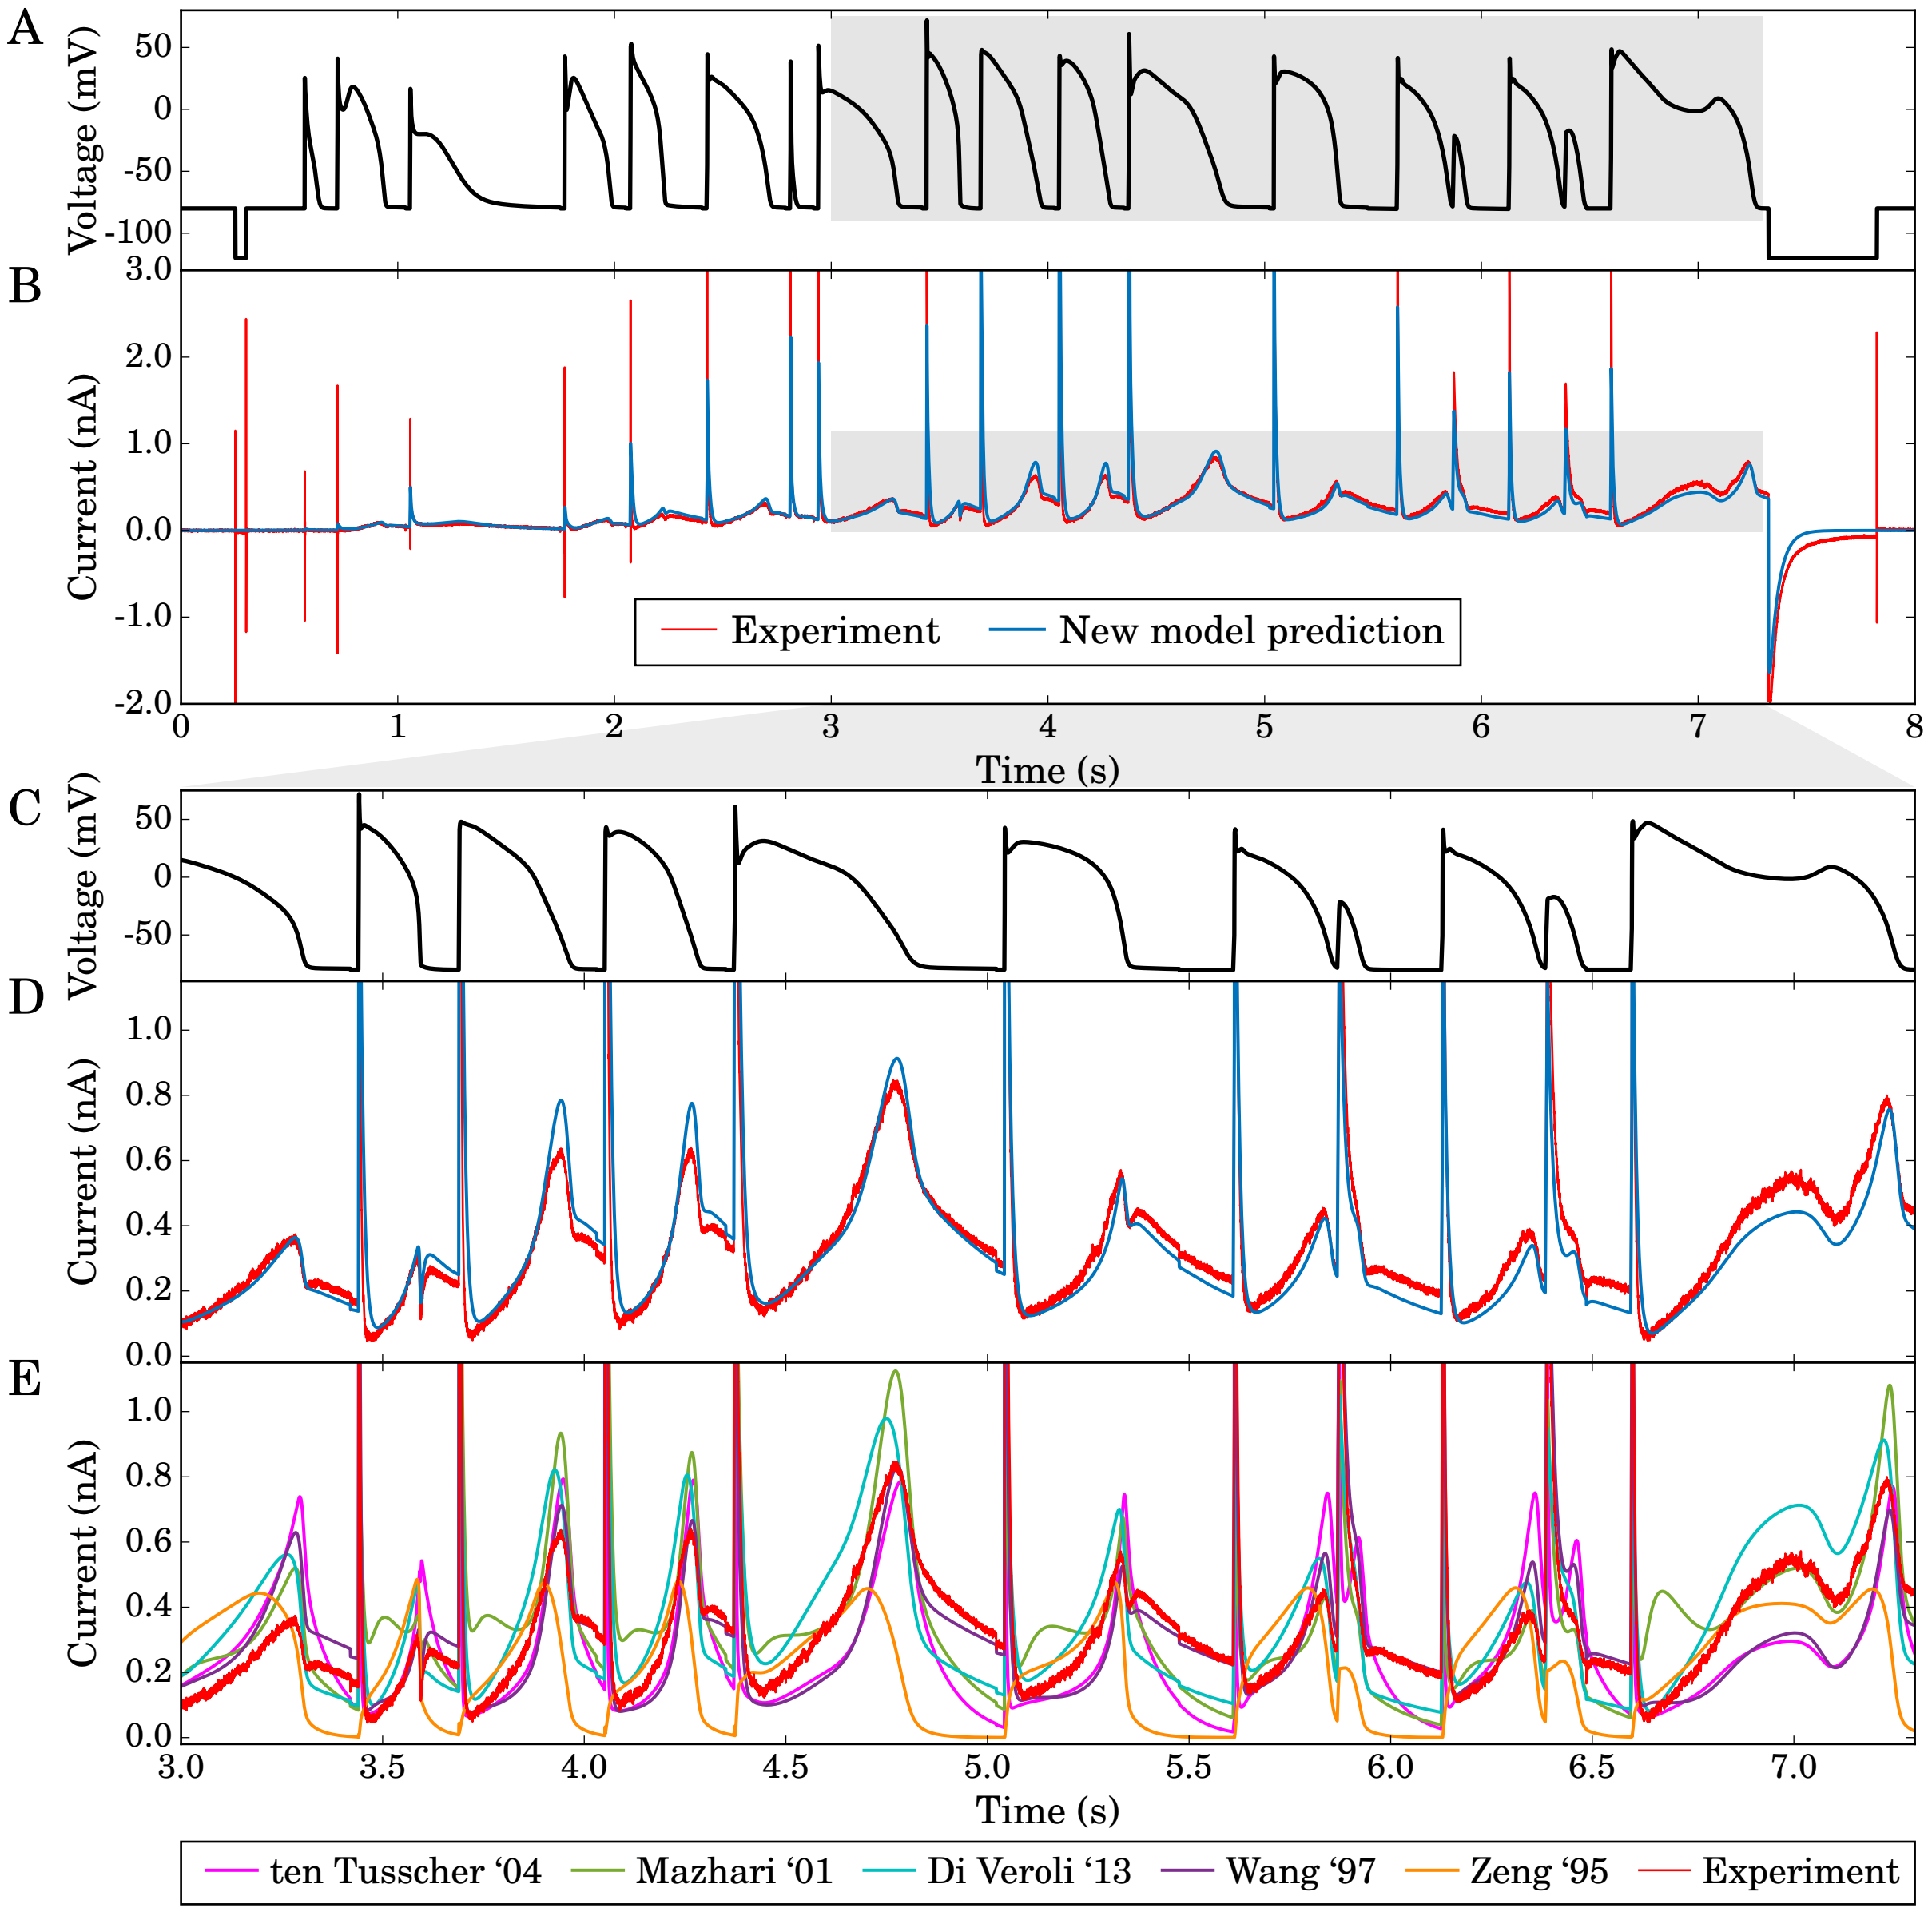 A
Voltage (mV)
50
0
-50
-100
B
Current (nA)
3.0
2.0
1.0
0.0
-1.0
-2.0
Experiment New model prediction
0 1 2 3 4 5 6 7 8
Time (s)
C
Voltage (mV)
50
0
-50
D
Current (nA)
1.0
0.8
0.6
0.4
0.2
0.0
E
Current (nA)
1.0
0.8
0.6
0.4
0.2
0.0
3.0 3.5 4.0 4.5 5.0 5.5 6.0 6.5 7.0
Time (s)
ten Tusscher ‘04 Mazhari ‘01 Di Veroli ‘13 Wang ‘97 Zeng ‘95 Experiment